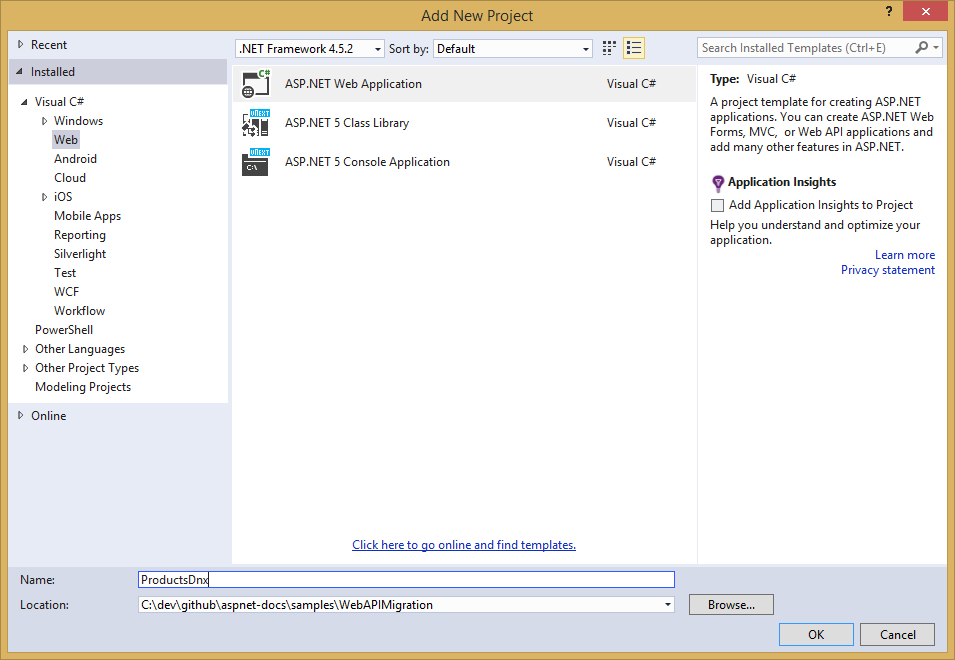 Add New Project
?
Recent
Installed
Visual C#
Windows
Web
Android
Cloud
iOS
Mobile Apps
Reporting
Silverlight
Test
WCF
Workflow
PowerShell
Other Languages
Other Project Types
Modeling Projects
Online
.NET Framework 4.5.2 Sort by: Default
C# ASP.NET Web Application Visual C#
VNEXT ASP.NET 5 Class Library Visual C#
VNEXT C:\ ASP.NET 5 Console Application Visual C#
Click here to go online and find templates.
Search Installed Templates (Ctrl+E)
Type: Visual C#
A project template for creating ASP.NET
applications. You can create ASP.NET Web
Forms, MVC, or Web API applications and
add many other features in ASP.NET.
Application Insights
Add Application Insights to Project
Help you understand and optimize your
application.
Learn more
Privacy statement
Name: ProductsDnx
Location: C:\dev\github\aspnet-docs\samples\WebAPIMigration Browse...
OK Cancel